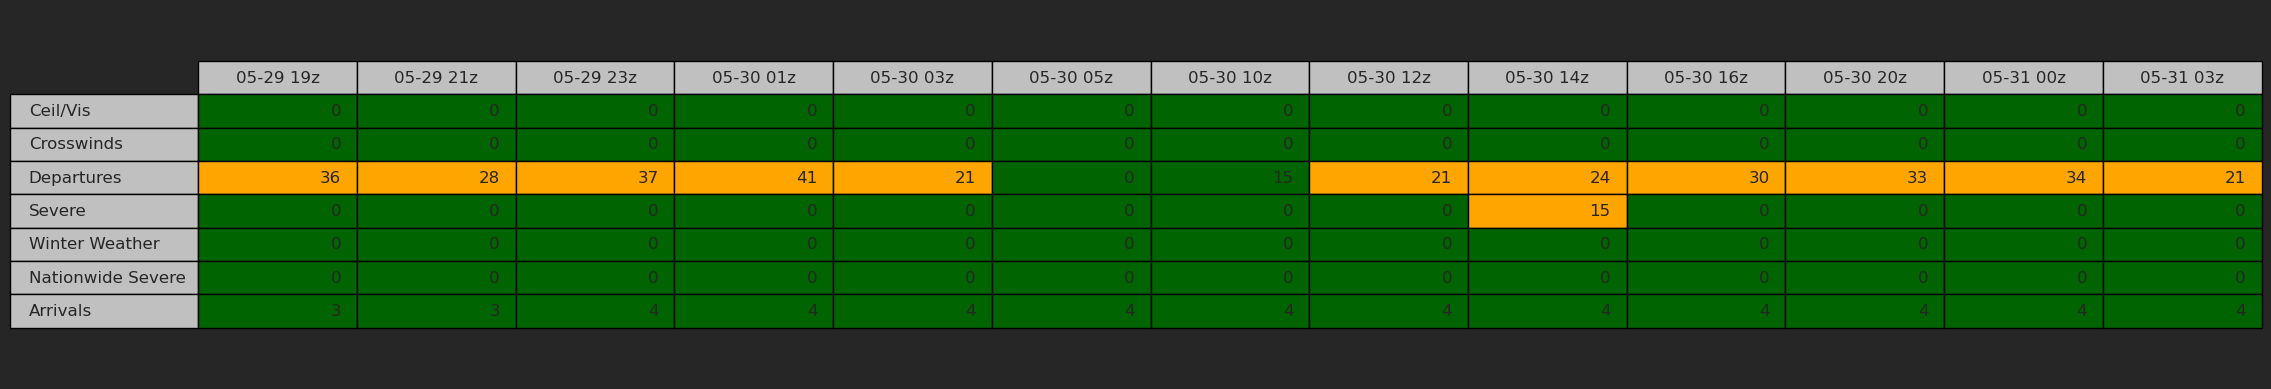 05-29 19z 05-29 21z 05-29 23z 05-30 01z 05-30 03z 05-30 05z 05-30 10z 05-30 12z 05-30 14z 05-30 16z 05-30 20z 05-31 00z 05-31 03z
Ceil/Vis 0 0 0 0 0 0 0 0 0 0 0 0 0
Crosswinds 0 0 0 0 0 0 0 0 0 0 0 0 0
Departures 36 28 37 41 21 0 15 21 24 30 33 34 21
Severe 0 0 0 0 0 0 0 0 15 0 0 0 0
Winter Weather 0 0 0 0 0 0 0 0 0 0 0 0 0
Nationwide Severe 0 0 0 0 0 0 0 0 0 0 0 0 0
Arrivals 3 3 4 4 4 4 4 4 4 4 4 4 4